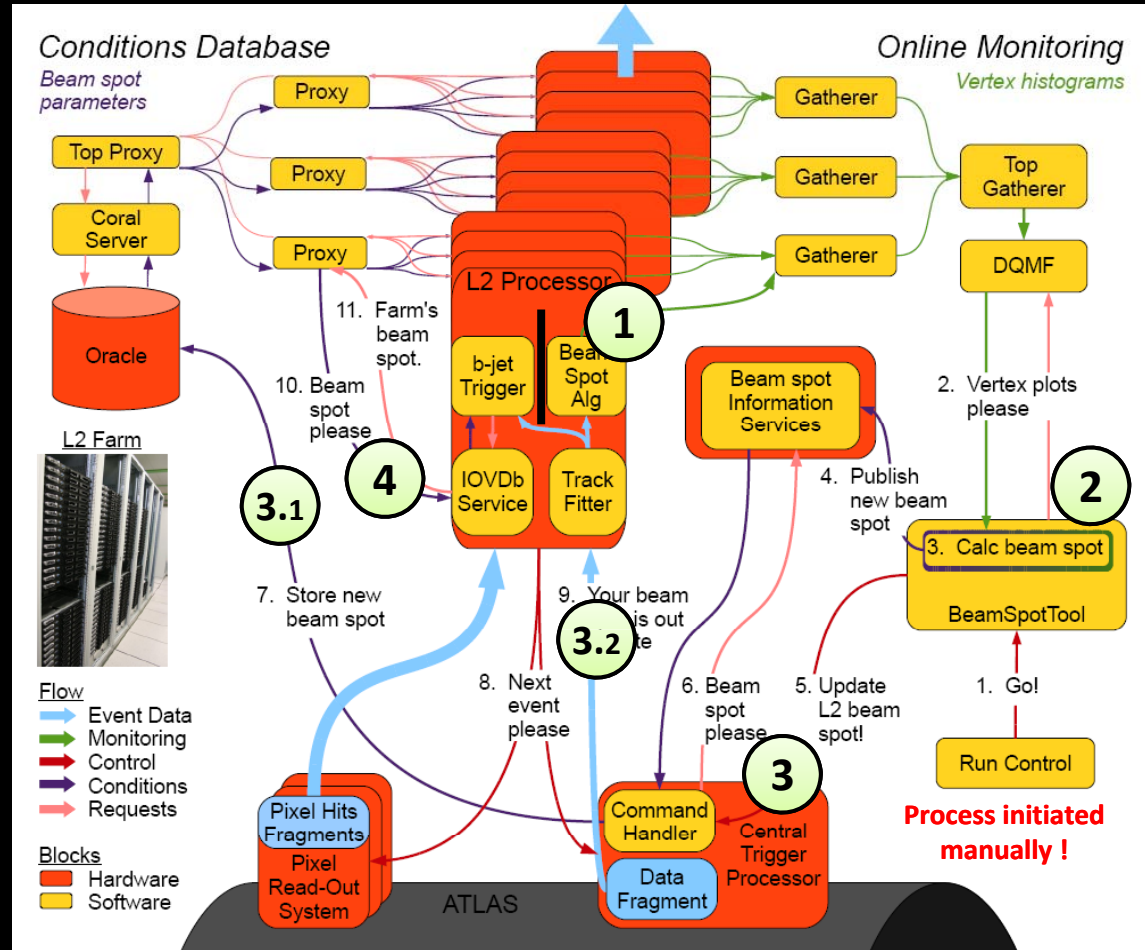 Conditions Database
Beam spot
parameters
Online Monitoring
Vertex histograms
Proxy
Proxy
Proxy
Top Proxy
Coral
Server
Oracle
Gatherer
Gatherer
Gatherer
Top
Gatherer
DQMF
L2 Processor
1
b-jet
Trigger
Beam
Spot
Alg
IOVDb
Service
Track
Fitter
11. Farm's
beam
spot.
10. Beam
spot
please
4
3.1
Beam spot
Information
Services
2. Vertex plots
please
4. Publish
new beam
spot
2
3. Calc beam spot
BeamSpotTool
L2 Farm
7. Store new
beam spot
9. Your beam
is out
3.2
8. Next
event
please
6. Beam
spot
please
5. Update
L2 beam
spot!
1. Go!
Run Control
Process initiated
manually !
3
Flow
Event Data
Monitoring
Control
Conditions
Requests
Blocks
Hardware
Software
Pixel Hits
Fragments
Pixel
Read-Out
System
ATLAS
Command
Handler
Central
Trigger
Processor
Data
Fragment